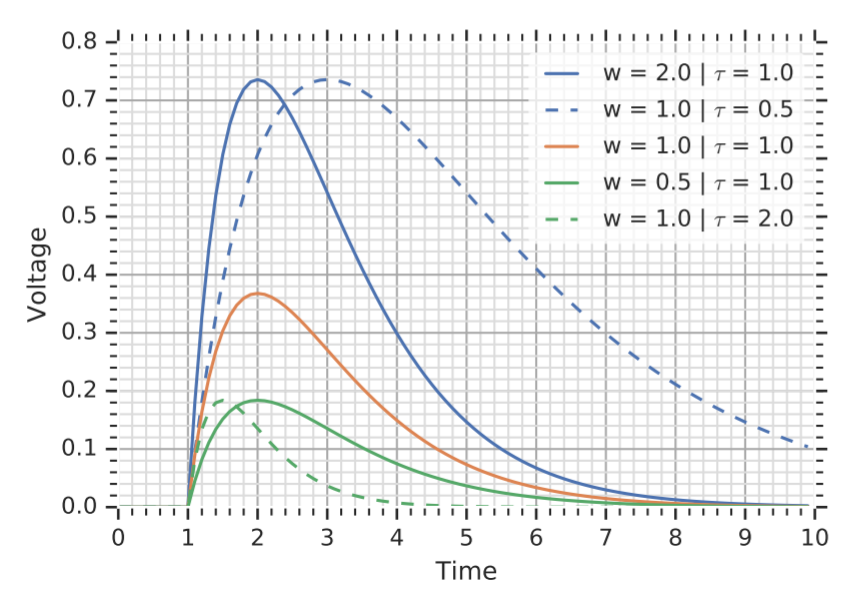 0.8
0.7
0.6
0.5
0.4
0.3
0.2
0.1
0.0
Voltage
w = 2.0 | τ = 1.0
w = 1.0 | τ = 0.5
w = 1.0 | τ = 1.0
w = 0.5 | τ = 1.0
w = 1.0 | τ = 2.0
0 1 2 3 4 5 6 7 8 9 10
Time